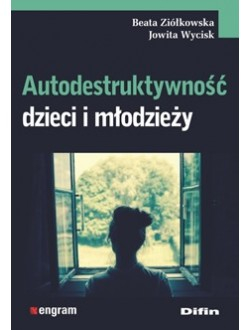 Beata Ziółkowska
Jowita Wycisk
Autodestruktywność
dzieci i młodzieży
engram
Difin